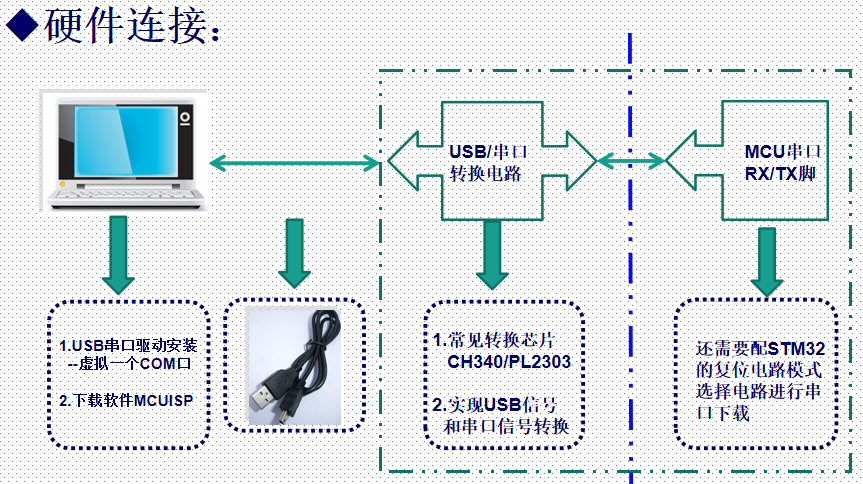 ◆硬件连接：
USB/串口
转换电路
MCU串口
RX/TX脚
1.USB串口驱动安装
--虚拟一个COM口
2.下载软件MCUISP
1.常见转换芯片
CH340/PL2303
2.实现USB信号
和串口信号转换
还需要配STM32
的复位电路模式
选择电路进行串
口下载